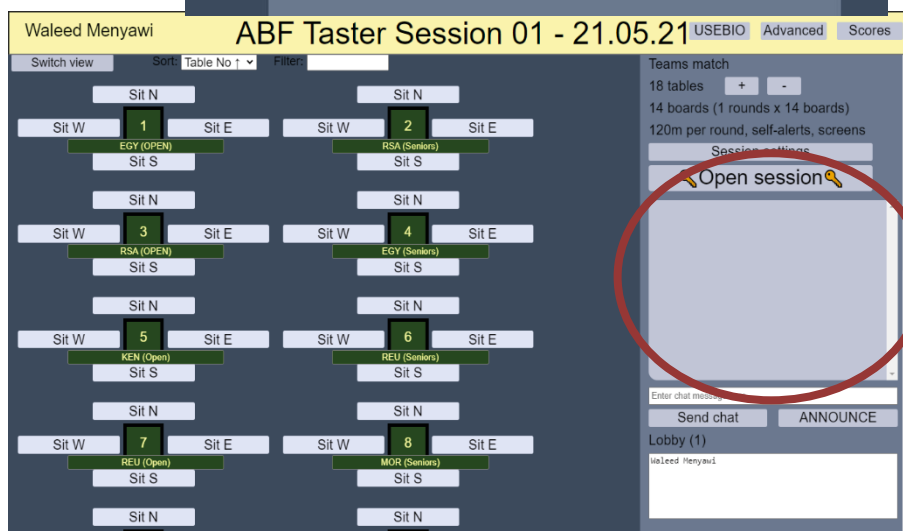 Waleed Menyawi ABF Taster Session 01 - 21.05.21 USEBIO Advanced Scores
Switch view Sort: Table No ↑ Filter:
Sit N Sit N
Sit W 1 Sit E Sit W 2 Sit E
EGY (OPEN) RSA (Seniors)
Sit S Sit S
Sit N Sit N
Sit W 3 Sit E Sit W 4 Sit E
RSA (OPEN) EGY (Seniors)
Sit S Sit S
Sit N Sit N
Sit W 5 Sit E Sit W 6 Sit E
KEN (Open) REU (Seniors)
Sit S Sit S
Sit N Sit N
Sit W 7 Sit E Sit W 8 Sit E
REU (Open) MOR (Seniors)
Sit S Sit S
Sit N Sit N
Teams match
18 tables + -
14 boards (1 rounds x 14 boards)
120m per round, self-alerts, screens
Session settings
Open session
Enter chat message
Send chat ANNOUNCE
Lobby (1)
Waleed Menyawi